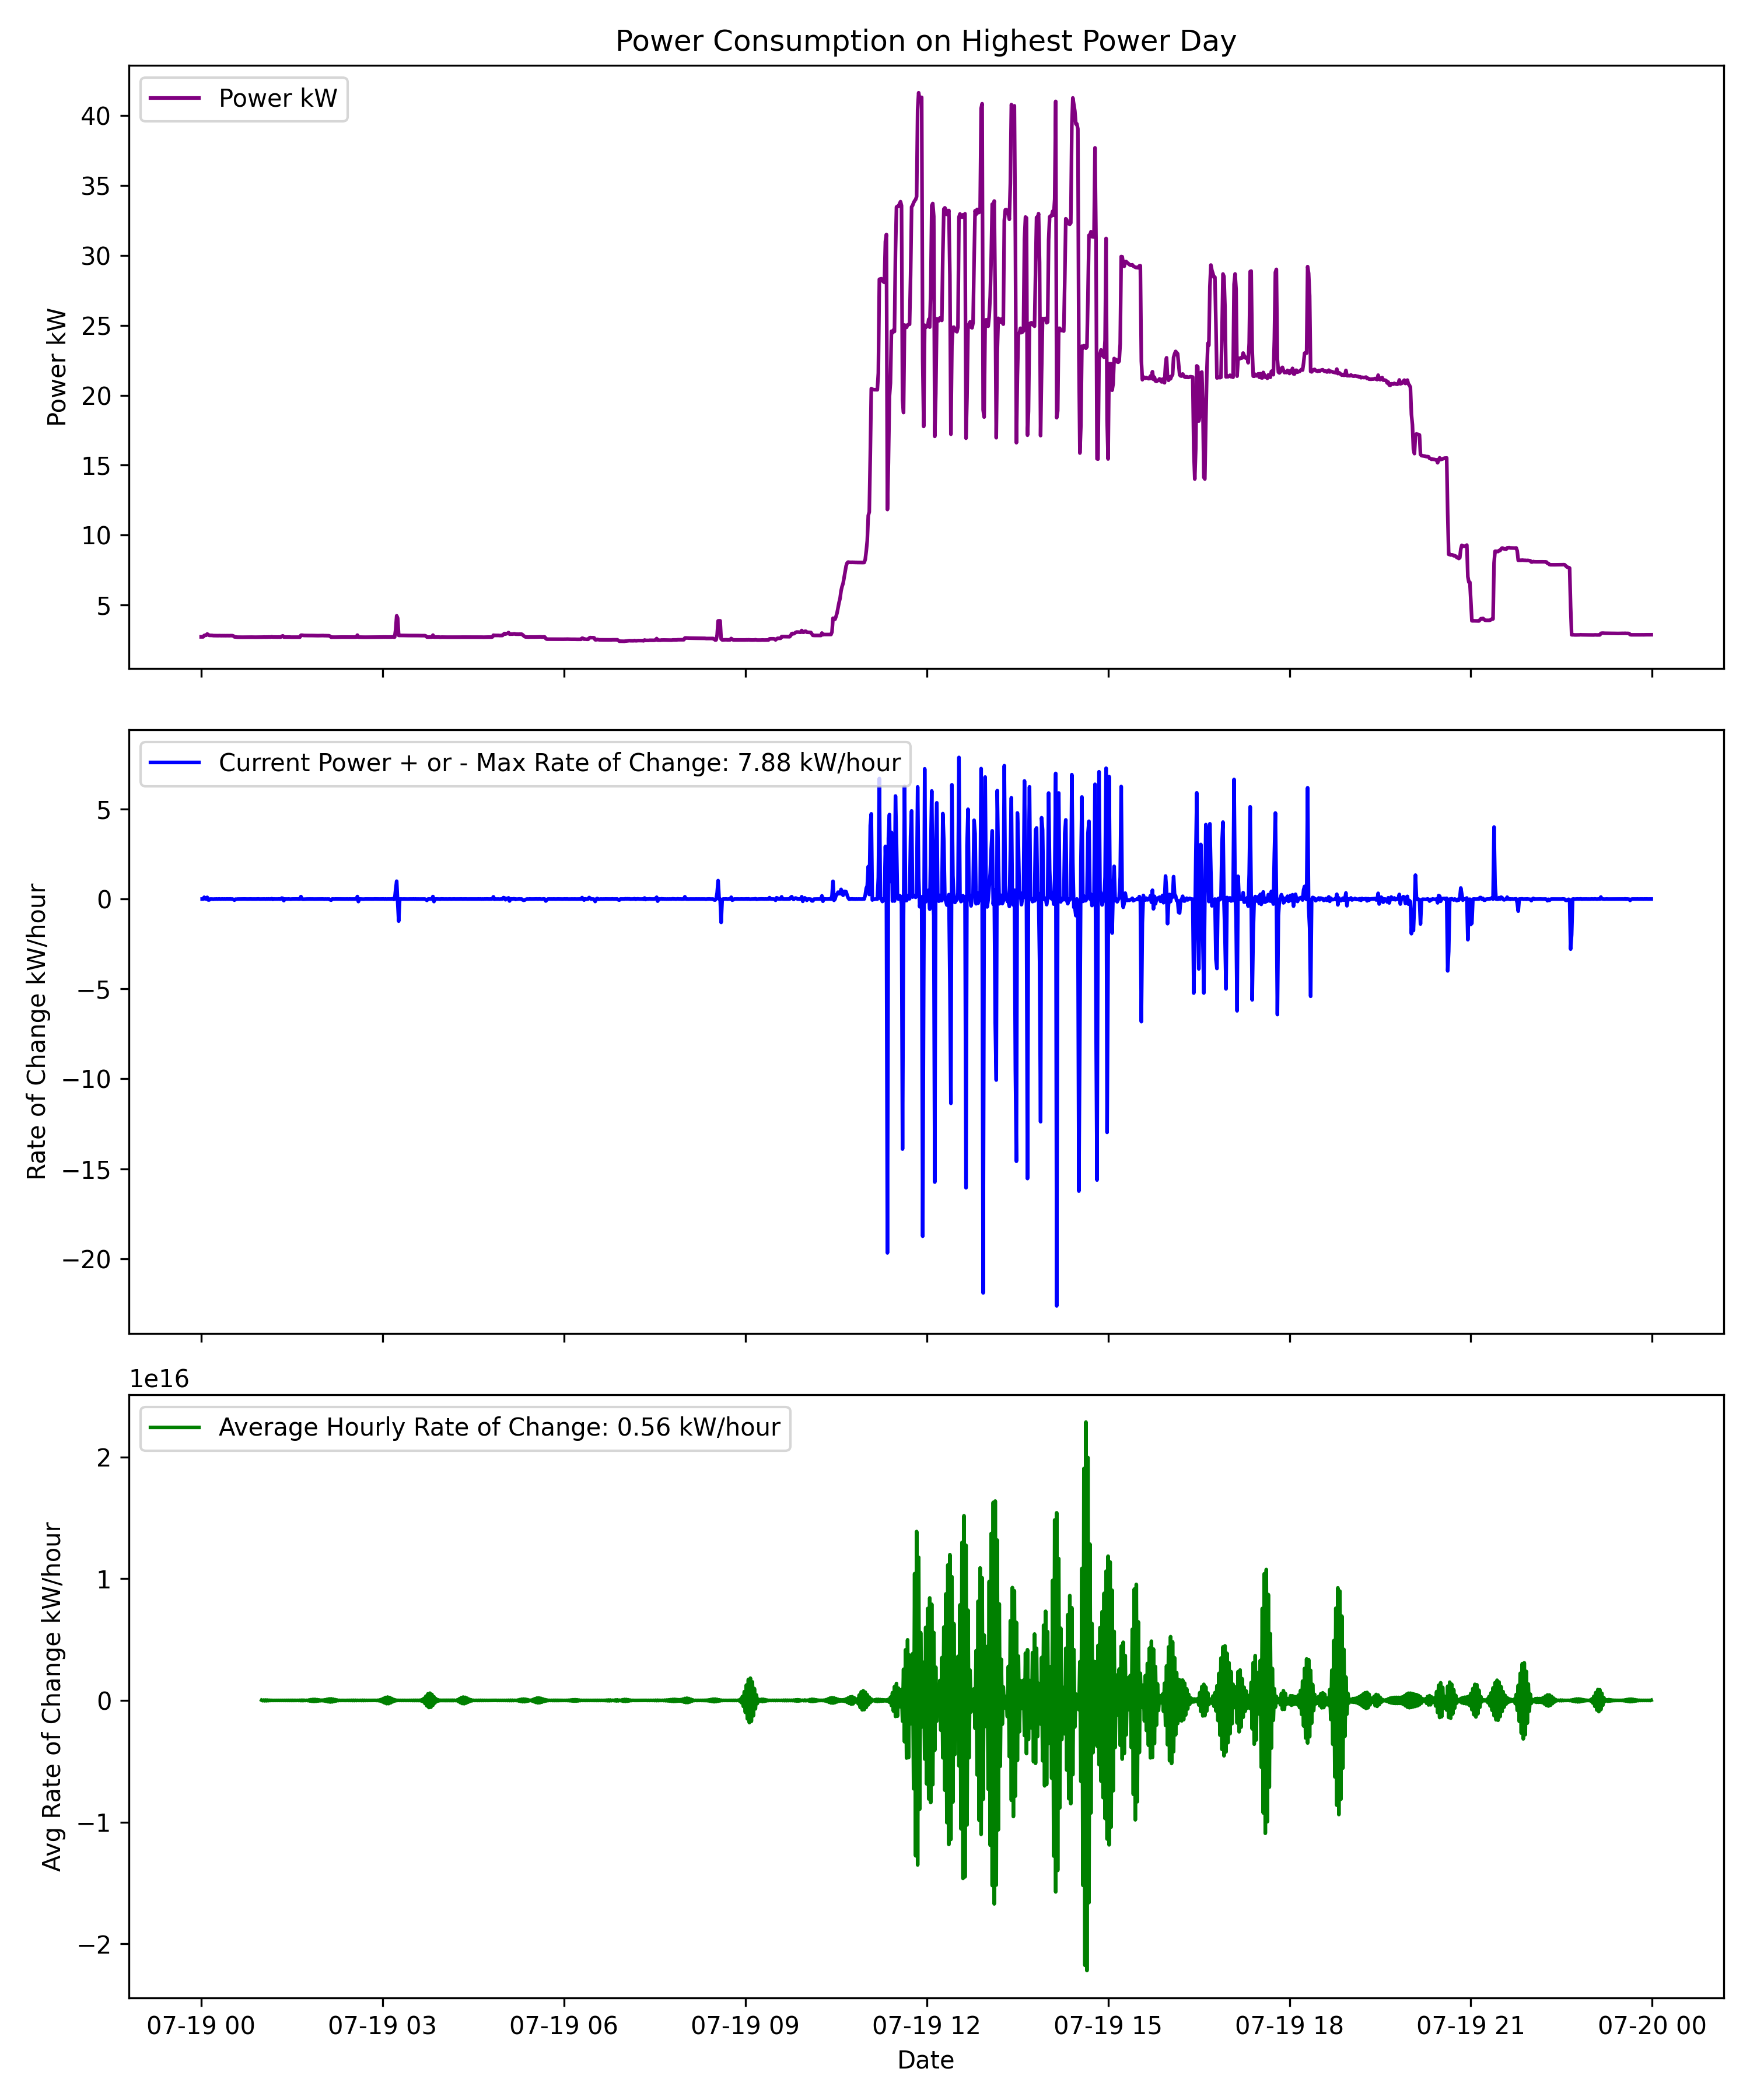 Power Consumption on Highest Power Day
Power kW
Power kW
40
35
30
25
20
15
10
5
Current Power + or - Max Rate of Change: 7.88 kW/hour
Rate of Change kW/hour
5
0
−5
−10
−15
−20
1e16
Average Hourly Rate of Change: 0.56 kW/hour
Avg Rate of Change kW/hour
2
1
0
−1
−2
07-19 00 07-19 03 07-19 06 07-19 09 07-19 12 07-19 15 07-19 18 07-19 21 07-20 00
Date